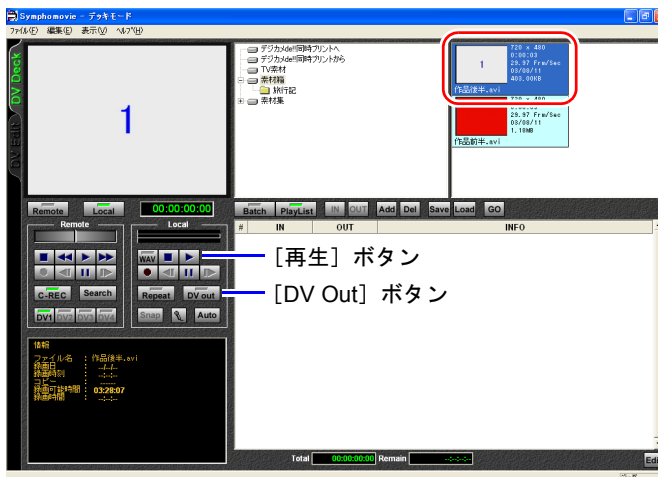 Symphomovie - デッキモード
ファイル(F) 編集(E) 表示(V) ヘルプ(H)
DV Deck
DV Edit
1
デジカメde!!同時プリントへ
デジカメde!!同時プリントから
TV素材
素材箱
旅行記
素材集
1
720 x 480
0:00:03
29.97 Frm/Sec
03/08/11
403.00KB
作品後半.avi
720 x 480
29.97 Frm/Sec
03/08/11
1.18MB
作品前半.avi
Remote Local 00:00:00:00
Batch PlayList IN OUT Add Del Save Load GO
Remote Local
# IN OUT INFO
WAV
[再生] ボタン
C-REC Search Repeat DV out
[DV Out] ボタン
DV1 DV2 DV3 DV4 Snap Auto
情報
ファイル名 : 作品後半.avi
録画日 : --/--/--
録画時刻 : --:--:--
コピー : ------
録画可能時間 : 03:28:07
録画時間 : --:--:--
Total 00:00:00:00 Remain --:--:--:--
Edi